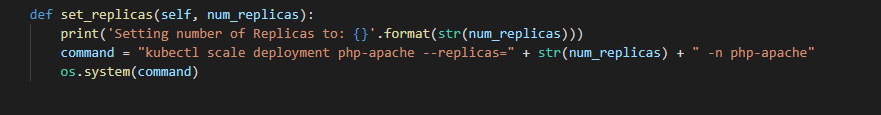 def set_replicas(self, num_replicas):
    print('Setting number of Replicas to: {}'.format(str(num_replicas)))
    command = "kubectl scale deployment php-apache --replicas=" + str(num_replicas) + " -n php-apache"
    os.system(command)